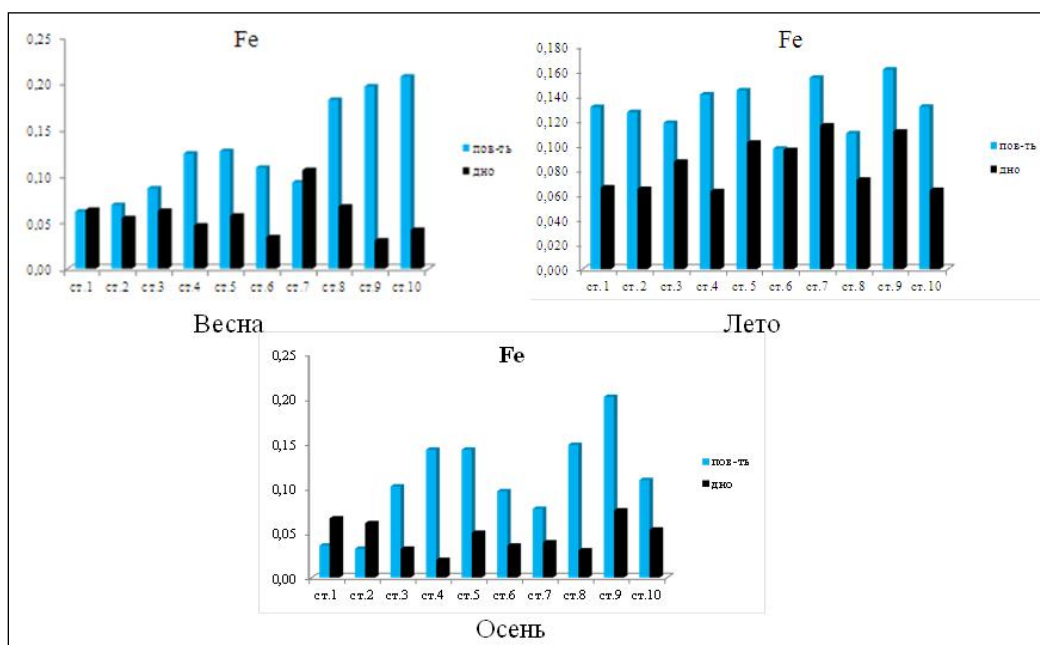 Fe
0,25
0,20
0,15
0,10
0,05
0,00
ст.1 ст.2 ст.3 ст.4 ст.5 ст.6 ст.7 ст.8 ст.9 ст.10
пов-ть
дно
Весна
Fe
0,180
0,160
0,140
0,120
0,100
0,080
0,060
0,040
0,020
0,000
ст.1 ст.2 ст.3 ст.4 ст.5 ст.6 ст.7 ст.8 ст.9 ст.10
пов-ть
дно
Лето
Fe
0,25
0,20
0,15
0,10
0,05
0,00
ст.1 ст.2 ст.3 ст.4 ст.5 ст.6 ст.7 ст.8 ст.9 ст.10
пов-ть
дно
Осень